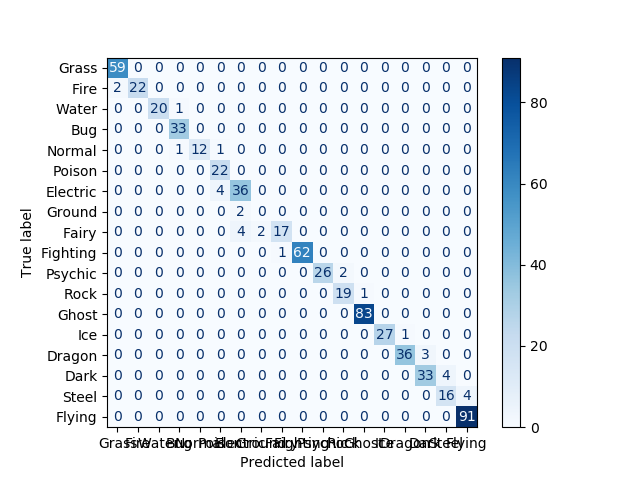 Grass 59 0 0 0 0 0 0 0 0 0 0 0 0 0 0 0 0 0
Fire 2 22 0 0 0 0 0 0 0 0 0 0 0 0 0 0 0 0
Water 0 0 20 1 0 0 0 0 0 0 0 0 0 0 0 0 0 0
Bug 0 0 0 33 0 0 0 0 0 0 0 0 0 0 0 0 0 0
Normal 0 0 0 1 12 1 0 0 0 0 0 0 0 0 0 0 0 0
Poison 0 0 0 0 0 22 0 0 0 0 0 0 0 0 0 0 0 0
Electric 0 0 0 0 0 4 36 0 0 0 0 0 0 0 0 0 0 0
Ground 0 0 0 0 0 0 2 0 0 0 0 0 0 0 0 0 0 0
Fairy 0 0 0 0 0 0 4 2 17 0 0 0 0 0 0 0 0 0
Fighting 0 0 0 0 0 0 0 0 1 62 0 0 0 0 0 0 0 0
Psychic 0 0 0 0 0 0 0 0 0 0 26 2 0 0 0 0 0 0
Rock 0 0 0 0 0 0 0 0 0 0 0 19 1 0 0 0 0 0
Ghost 0 0 0 0 0 0 0 0 0 0 0 0 83 0 0 0 0 0
Ice 0 0 0 0 0 0 0 0 0 0 0 0 0 27 1 0 0 0
Dragon 0 0 0 0 0 0 0 0 0 0 0 0 0 0 36 3 0 0
Dark 0 0 0 0 0 0 0 0 0 0 0 0 0 0 0 33 4 0
Steel 0 0 0 0 0 0 0 0 0 0 0 0 0 0 0 0 16 4
Flying 0 0 0 0 0 0 0 0 0 0 0 0 0 0 0 0 0 91
True label
Grass Flying
Predicted label
80
60
40
20
0